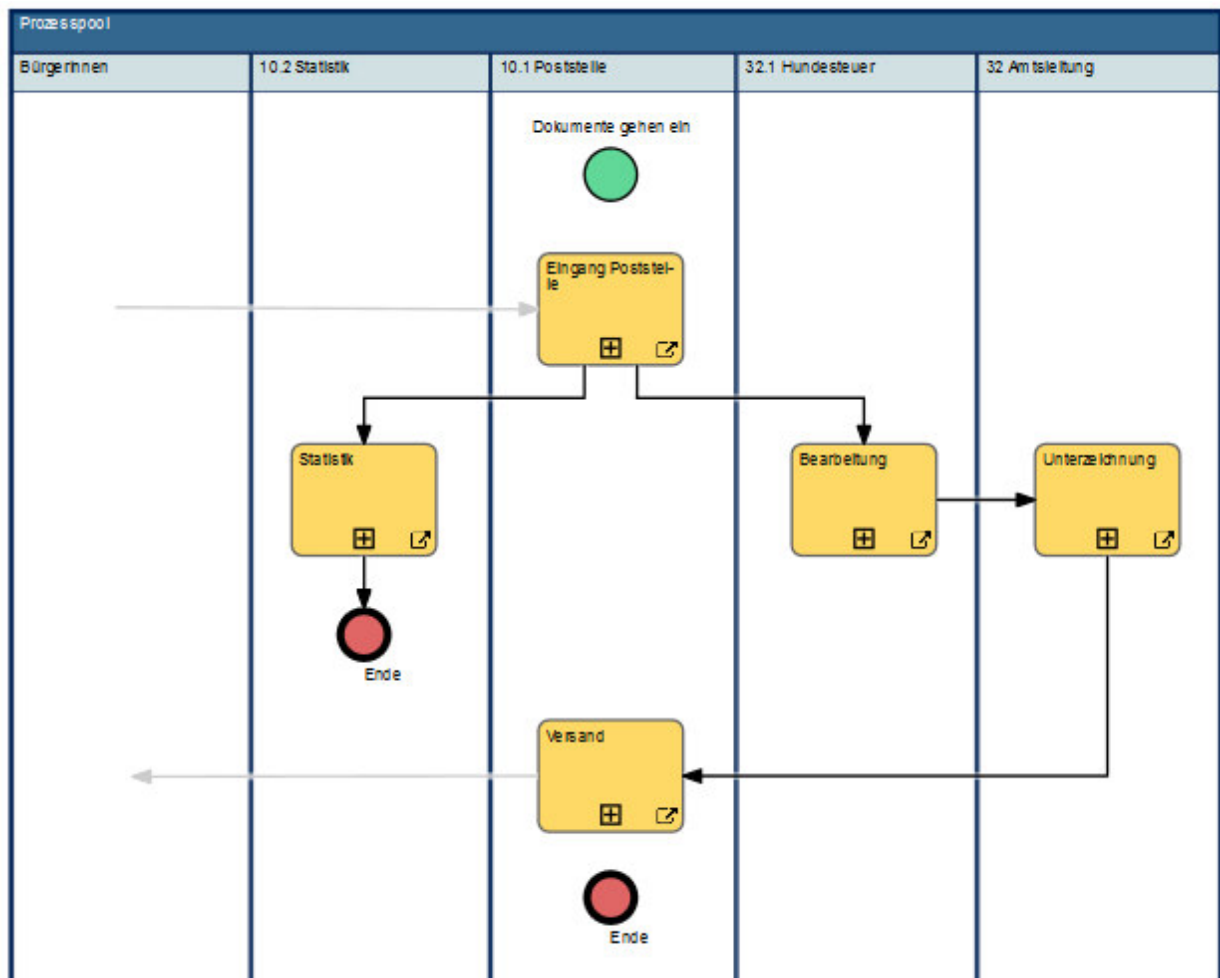 Prozesspool
BürgerInnen
10.2 Statistik
10.1 Poststelle
32.1 Hundesteuer
32 Amtsleitung
Dokumente gehen ein
Eingang Poststel-
le
Statistik
Bearbeitung
Unterzeichnung
Ende
Versand
Ende